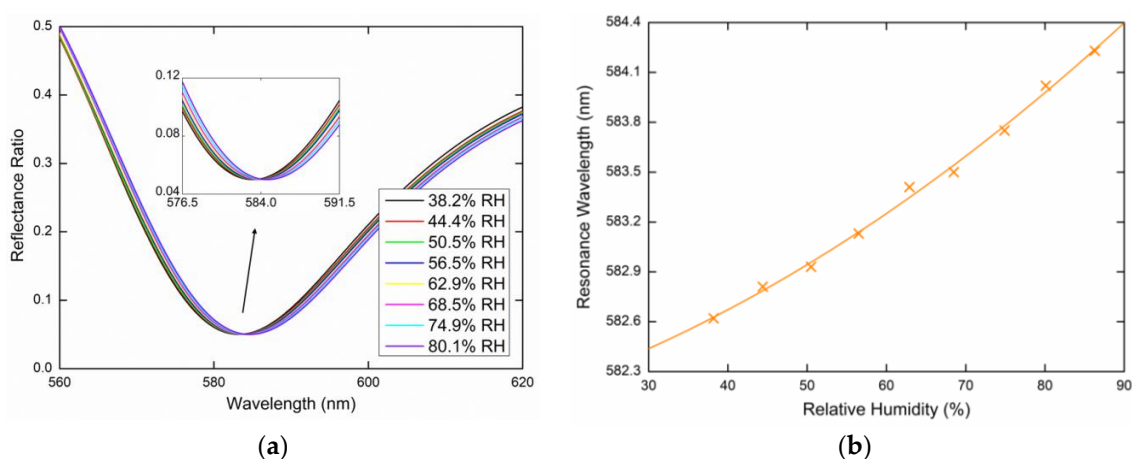 0.5
0.4
0.3
0.2
0.1
0.0
Reflectance Ratio
560
580
600
620
Wavelength (nm)
0.12
0.08
0.04
576.5
584.0
591.5
38.2% RH
44.4% RH
50.5% RH
56.5% RH
62.9% RH
68.5% RH
74.9% RH
80.1% RH
(a)
584.4
584.1
583.8
583.5
583.2
582.9
582.6
582.3
Resonance Wavelength (nm)
30
40
50
60
70
80
90
Relative Humidity (%)
(b)